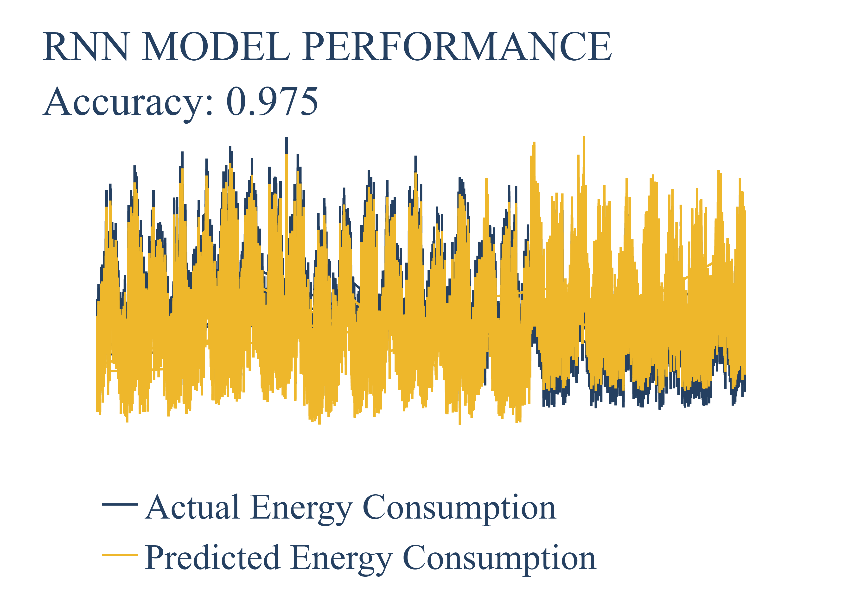 RNN MODEL PERFORMANCE
Accuracy: 0.975
Actual Energy Consumption
Predicted Energy Consumption